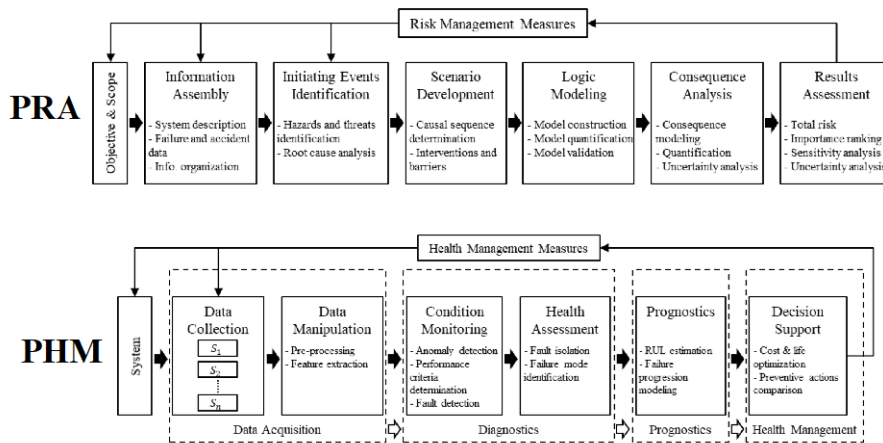 Risk Management Measures
PRA
Objective & Scope
Information
Assembly
- System description
- Failure and accident
data
- Info. organization
Initiating Events
Identification
- Hazards and threats
identification
- Root cause analysis
Scenario
Development
- Causal sequence
determination
- Interventions and
barriers
Logic
Modeling
- Model construction
- Model quantification
- Model validation
Consequence
Analysis
- Consequence
modeling
- Quantification
- Uncertainty analysis
Results
Assessment
- Total risk
- Importance ranking
- Sensitivity analysis
- Uncertainty analysis
Health Management Measures
PHM
System
Data
Collection
S1
S2
Sn
Data
Manipulation
- Pre-processing
- Feature extraction
Data Acquisition
Condition
Monitoring
- Anomaly detection
- Performance
criteria
determination
- Fault detection
Health
Assessment
- Fault isolation
- Failure mode
identification
Diagnostics
Prognostics
- RUL estimation
- Failure
progression
modeling
Prognostics
Decision
Support
- Cost & life
optimization
- Preventive actions
comparison
Health Management